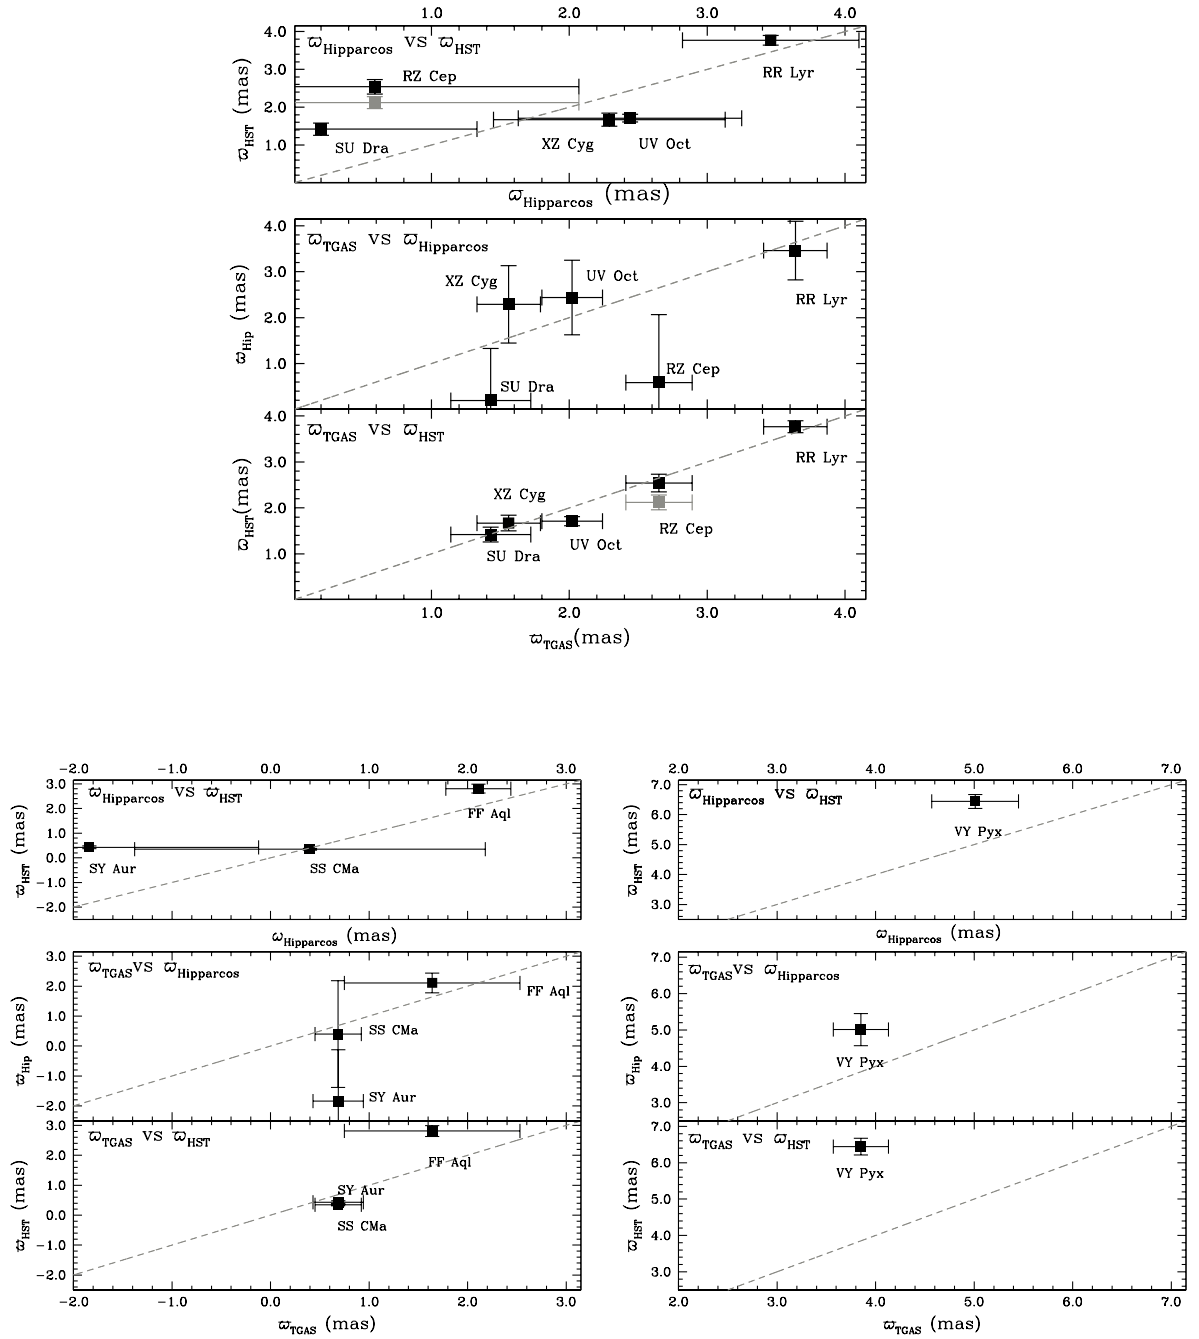 1.0 2.0 3.0 4.0
4.0
ϖHipparcos VS ϖHST
RZ Cep
RR Lyr
3.0
2.0
XZ Cyg UV Oct
SU Dra
1.0
ϖHST (mas)
ϖHipparcos (mas)
4.0
ϖTGAS VS ϖHipparcos
UV Oct
XZ Cyg
3.0
RR Lyr
2.0
RZ Cep
1.0
SU Dra
ϖHip (mas)
4.0
ϖTGAS VS ϖHST
RR Lyr
3.0
XZ Cyg
2.0
RZ Cep
UV Oct
1.0
SU Dra
ϖHST(mas)
1.0 2.0 3.0 4.0
ϖTGAS(mas)
-2.0 -1.0 0.0 1.0 2.0 3.0
3.0
ϖHipparcos VS ϖHST
2.0
FF Aql
1.0
0.0
SY Aur SS CMa
-1.0
-2.0
ϖHST (mas)
ϖHipparcos (mas)
3.0
ϖTGASVS ϖHipparcos
2.0
FF Aql
1.0
SS CMa
0.0
-1.0
SY Aur
-2.0
ϖHip (mas)
3.0
ϖTGAS VS ϖHST
2.0
FF Aql
1.0
SY Aur
0.0
SS CMa
-1.0
-2.0
ϖHST (mas)
-2.0 -1.0 0.0 1.0 2.0 3.0
ϖTGAS (mas)
2.0 3.0 4.0 5.0 6.0 7.0
7.0
ϖHipparcos VS ϖHST
6.0
VY Pyx
5.0
4.0
3.0
ϖHST (mas)
ϖHipparcos (mas)
7.0
ϖTGASVS ϖHipparcos
6.0
5.0
VY Pyx
4.0
3.0
ϖHip (mas)
7.0
ϖTGAS VS ϖHST
6.0
VY Pyx
5.0
4.0
3.0
ϖHST (mas)
2.0 3.0 4.0 5.0 6.0 7.0
ϖTGAS (mas)